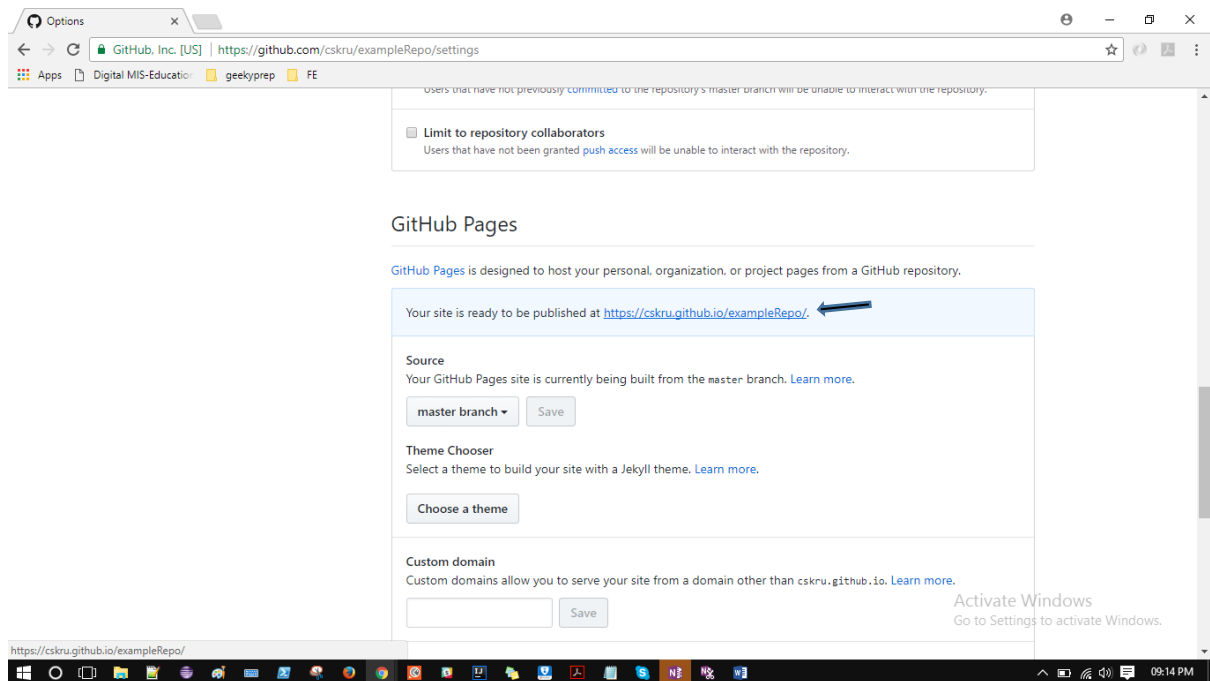 Options
GitHub, Inc. [US] | https://github.com/cskru/exampleRepo/settings
Apps Digital MIS-Education geekyprep FE
Users that have not previously committed to the repository's master branch will be unable to interact with the repository.
Limit to repository collaborators
Users that have not been granted push access will be unable to interact with the repository.
GitHub Pages
GitHub Pages is designed to host your personal, organization, or project pages from a GitHub repository.
Your site is ready to be published at https://cskru.github.io/exampleRepo/.
Source
Your GitHub Pages site is currently being built from the master branch. Learn more.
master branch Save
Theme Chooser
Select a theme to build your site with a Jekyll theme. Learn more.
Choose a theme
Custom domain
Custom domains allow you to serve your site from a domain other than cskru.github.io. Learn more.
Save
Activate Windows
Go to Settings to activate Windows.
https://cskru.github.io/exampleRepo/
09:14 PM